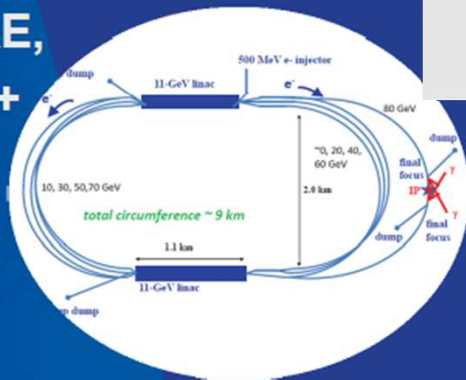 dump
11-GeV linac
500 MeV e- injector
e-
e-
80 GeV
dump
~0, 20, 40,
60 GeV
final
focus
γ
IP
10, 30, 50,70 GeV
2.0 km
total circumference ~ 9 km
γ
dump
final
focus
1.1 km
11-GeV linac
dump